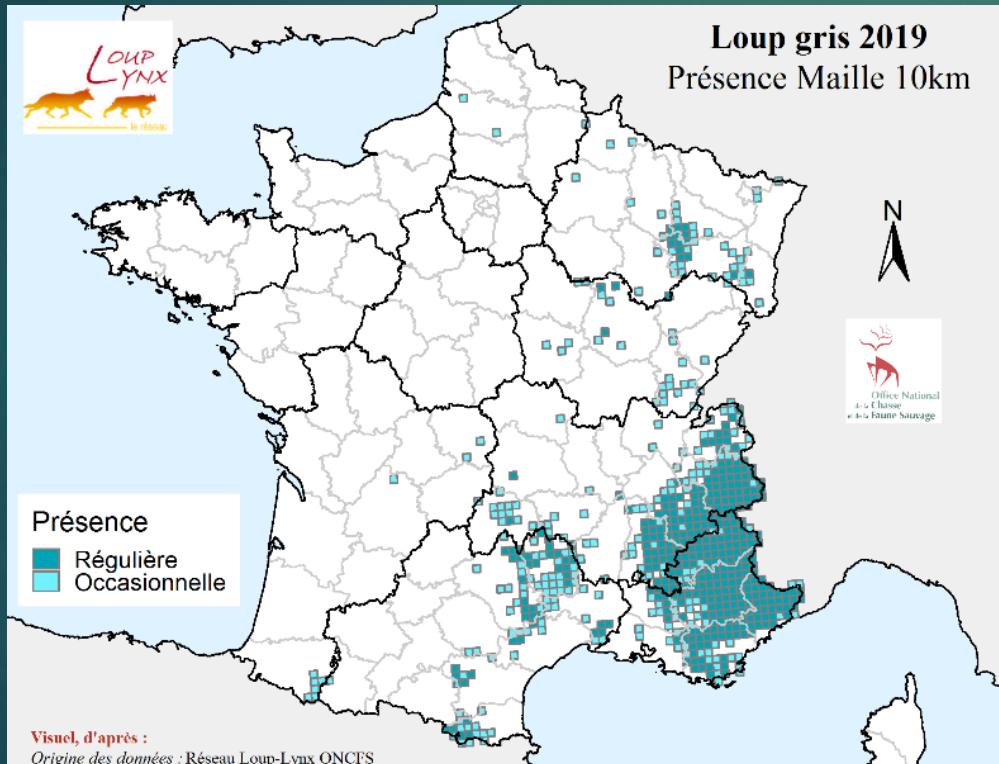 LOUP
LYNX
le réseau
Loup gris 2019
Présence Maille 10km
N
Office National
de la Chasse
et de la Faune Sauvage
Présence
Régulière
Occasionnelle
Visuel, d'après :
Origine des données : Réseau Loup-Lynx ONCFS